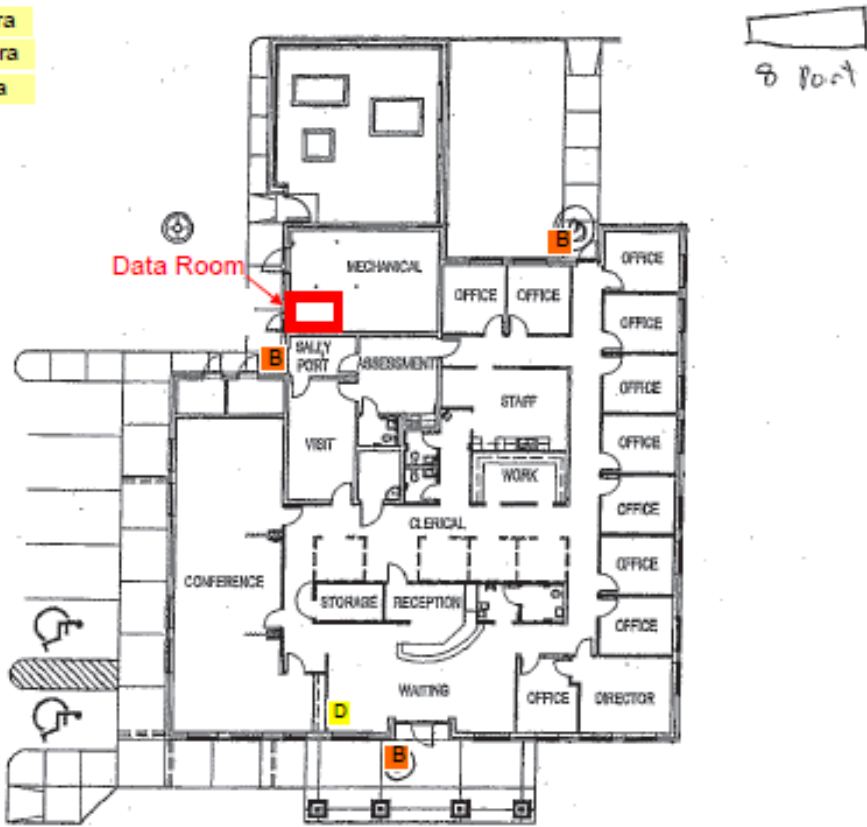 ra
ra
a
8 Port
B
OFFICE
Data Room
MECHANICAL
OFFICE
OFFICE
OFFICE
B
SALLY
PORT
ASSESSMENT
OFFICE
STAFF
VISIT
OFFICE
WORK
OFFICE
CLERICAL
OFFICE
CONFERENCE
STORAGE
RECEPTION
OFFICE
WAITING
OFFICE
DIRECTOR
D
B